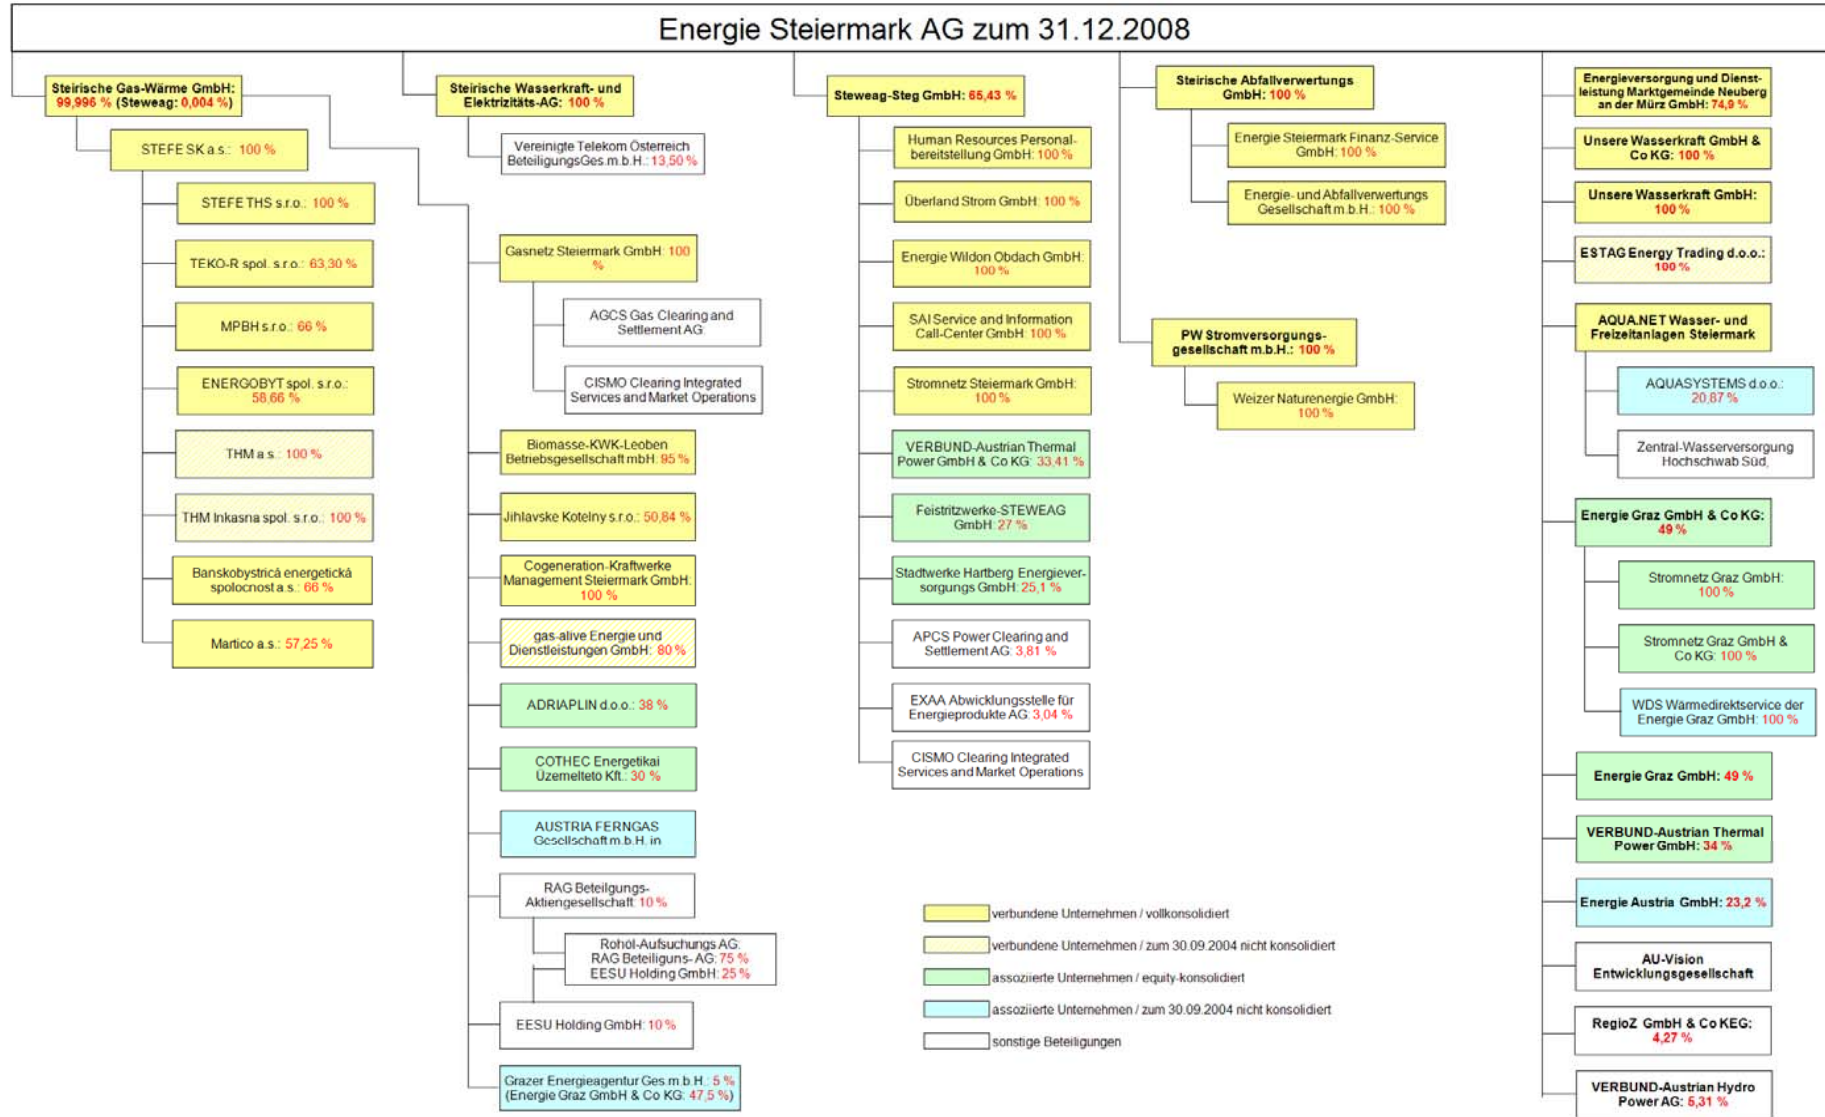 Energie Steiermark AG zum 31.12.2008
Steirische Gas-Wärme GmbH:
99,996 % (Steweag: 0,004 %)
STEFE SK a.s.: 100 %
STEFE THS s.r.o.: 100 %
TEKO-R spol. s.r.o.: 63,30 %
MPBH s.r.o.: 66 %
ENERGOBYT spol. s.r.o.:
58,66 %
THM a.s.: 100 %
THM Inkasna spol. s.r.o.: 100 %
Banskobystricá energetická
spolocnost a.s.: 66 %
Martico a.s.: 57,25 %
Steirische Wasserkraft- und
Elektrizitäts-AG: 100 %
Vereinigte Telekom Österreich
BeteiligungsGes.m.b.H.: 13,50 %
Gasnetz Steiermark GmbH: 100
%
AGCS Gas Clearing and
Settlement AG:
CISMO Clearing Integrated
Services and Market Operations
Biomasse-KWK-Leoben
Betriebsgesellschaft mbH: 95 %
Jihlavske Kotelny s.r.o.: 50,84 %
Cogeneration-Kraftwerke
Management Steiermark GmbH:
100 %
gas-alive Energie und
Dienstleistungen GmbH: 80 %
ADRIAPLIN d.o.o.: 38 %
COTHEC Energetikai
Üzemeltetö Kft.: 30 %
AUSTRIA FERNGAS
Gesellschaft m.b.H. in
RAG Beteilgungs-
Aktiengesellschaft: 10 %
Rohöl-Aufsuchungs AG:
RAG Beteiligungs- AG: 75 %
EESU Holding GmbH: 25 %
EESU Holding GmbH: 10 %
Grazer Energieagentur Ges.m.b.H.: 5 %
(Energie Graz GmbH & Co KG: 47,5 %)
Steweag-Steg GmbH: 65,43 %
Human Resources Personal-
bereitstellung GmbH: 100 %
Überland Strom GmbH: 100 %
Energie Wildon Obdach GmbH:
100 %
SAI Service and Information
Call-Center GmbH: 100 %
Stromnetz Steiermark GmbH:
100 %
VERBUND-Austrian Thermal
Power GmbH & Co KG: 33,41 %
Feistritzwerke-STEWEAG
GmbH: 27 %
Stadtwerke Hartberg Energiever-
sorgungs GmbH: 25,1 %
APCS Power Clearing and
Settlement AG: 3,81 %
EXAA Abwicklungsstelle für
Energieprodukte AG: 3,04 %
CISMO Clearing Integrated
Services and Market Operations
Steirische Abfallverwertungs
GmbH: 100 %
Energie Steiermark Finanz-Service
GmbH: 100 %
Energie- und Abfallverwertungs
Gesellschaft m.b.H.: 100 %
PW Stromversorgungs-
gesellschaft m.b.H.: 100 %
Weizer Naturenergie GmbH:
100 %
Energieversorgung und Dienst-
leistung Marktgemeinde Neuberg
an der Mürz GmbH: 74,9 %
Unsere Wasserkraft GmbH &
Co KG: 100 %
Unsere Wasserkraft GmbH:
100 %
ESTAG Energy Trading d.o.o.:
100 %
AQUA.NET Wasser- und
Freizeitanlagen Steiermark
AQUASYSTEMS d.o.o.:
20,87 %
Zentral-Wasserversorgung
Hochschwab Süd,
Energie Graz GmbH & Co KG:
49 %
Stromnetz Graz GmbH:
100 %
Stromnetz Graz GmbH &
Co KG: 100 %
WDS Wärmedirektservice der
Energie Graz GmbH: 100 %
Energie Graz GmbH: 49 %
VERBUND-Austrian Thermal
Power GmbH: 34 %
Energie Austria GmbH: 23,2 %
AU-Vision
Entwicklungsgesellschaft
RegioZ GmbH & Co KEG:
4,27 %
VERBUND-Austrian Hydro
Power AG: 5,31 %
verbundene Unternehmen / vollkonsolidiert
verbundene Unternehmen / zum 30.09.2004 nicht konsolidiert
assoziierte Unternehmen / equity-konsolidiert
assoziierte Unternehmen / zum 30.09.2004 nicht konsolidiert
sonstige Beteiligungen